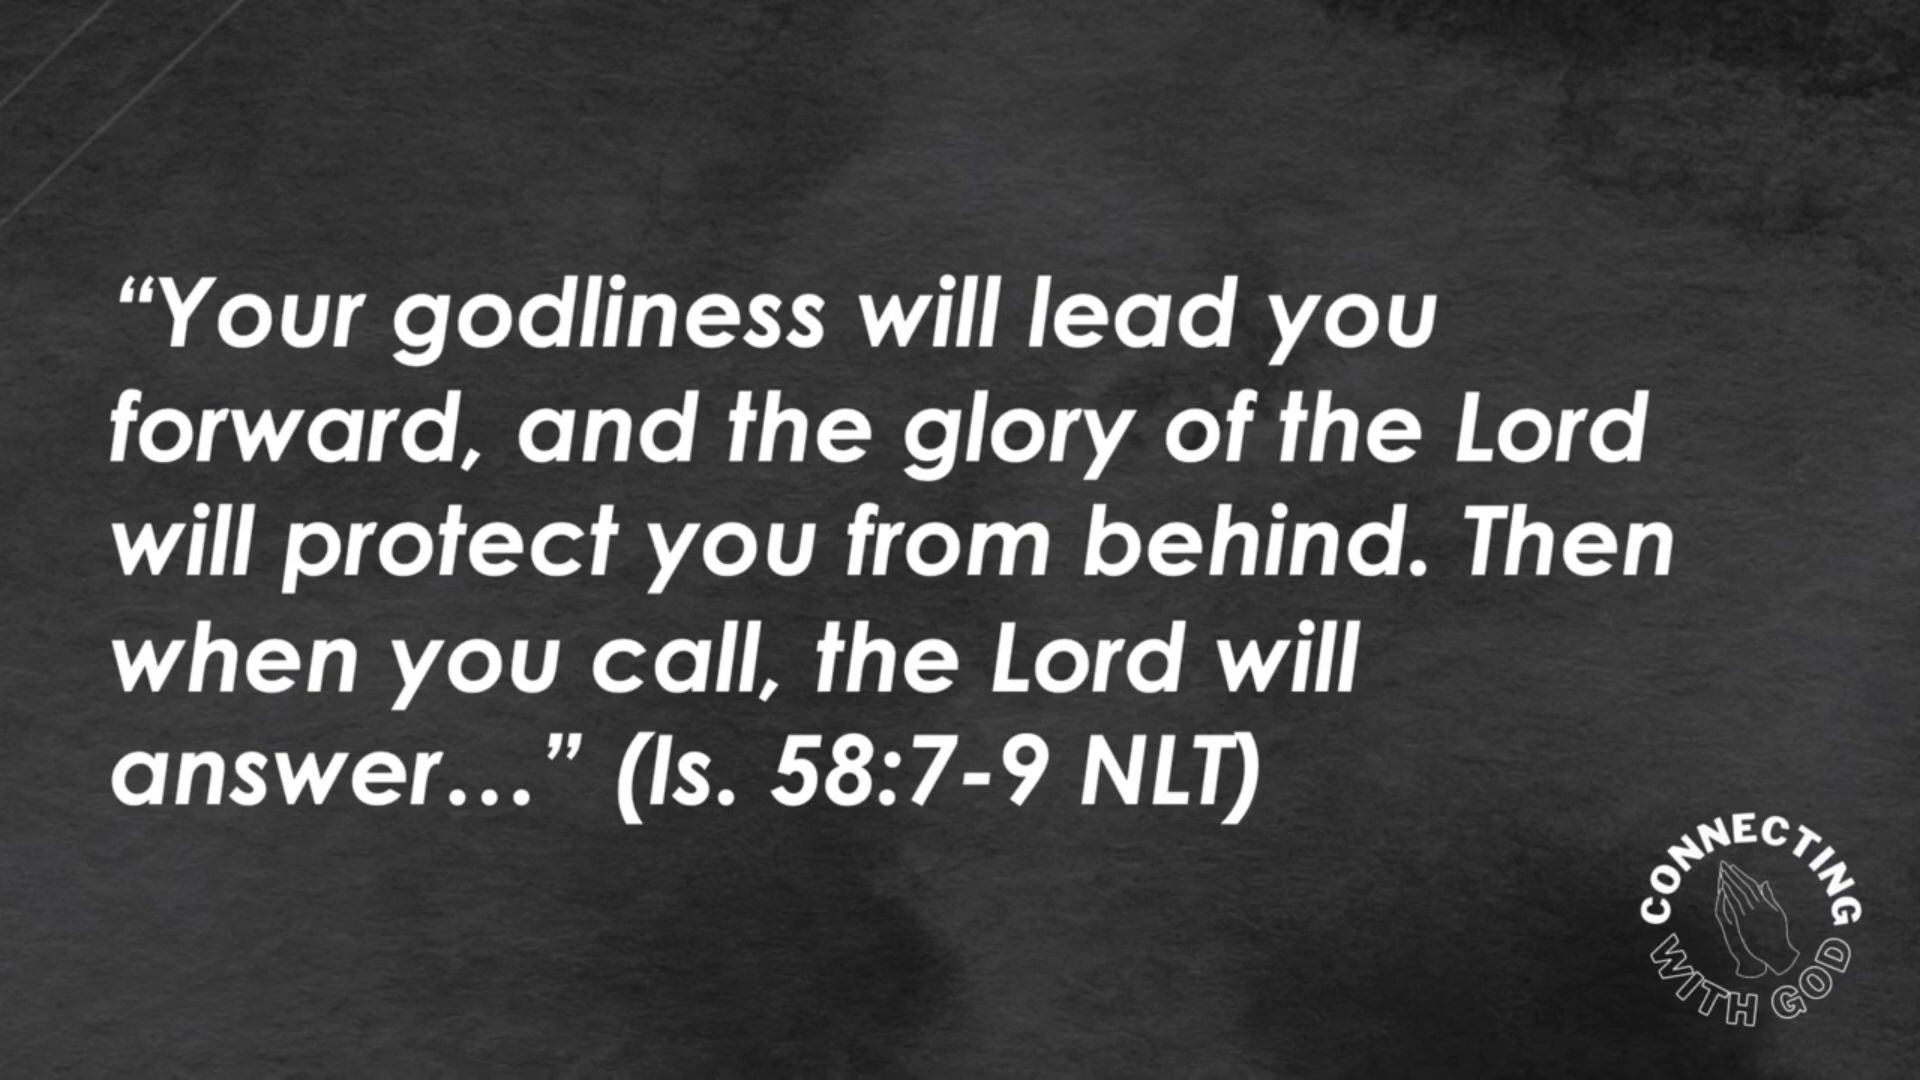 “Your godliness will lead you
forward, and the glory of the Lord
will protect you from behind. Then
when you call, the Lord will
answer…” (Is. 58:7-9 NLT)
CONNECTING
WITH GOD